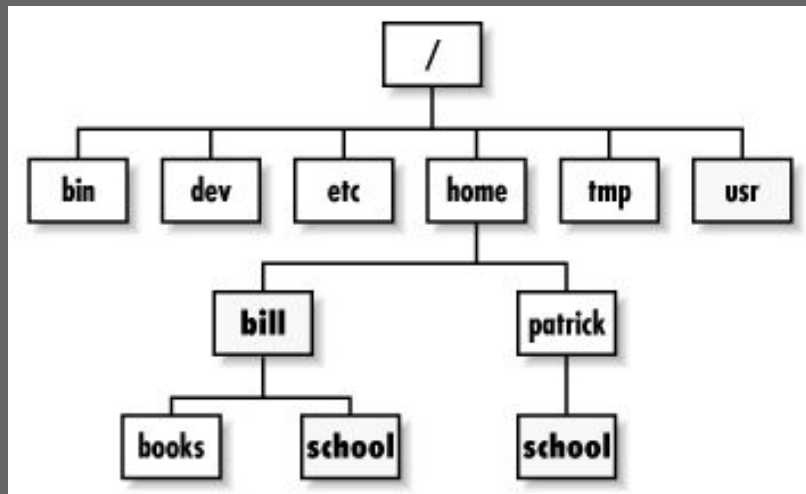 /
bin dev etc home tmp usr
bill patrick
books school school